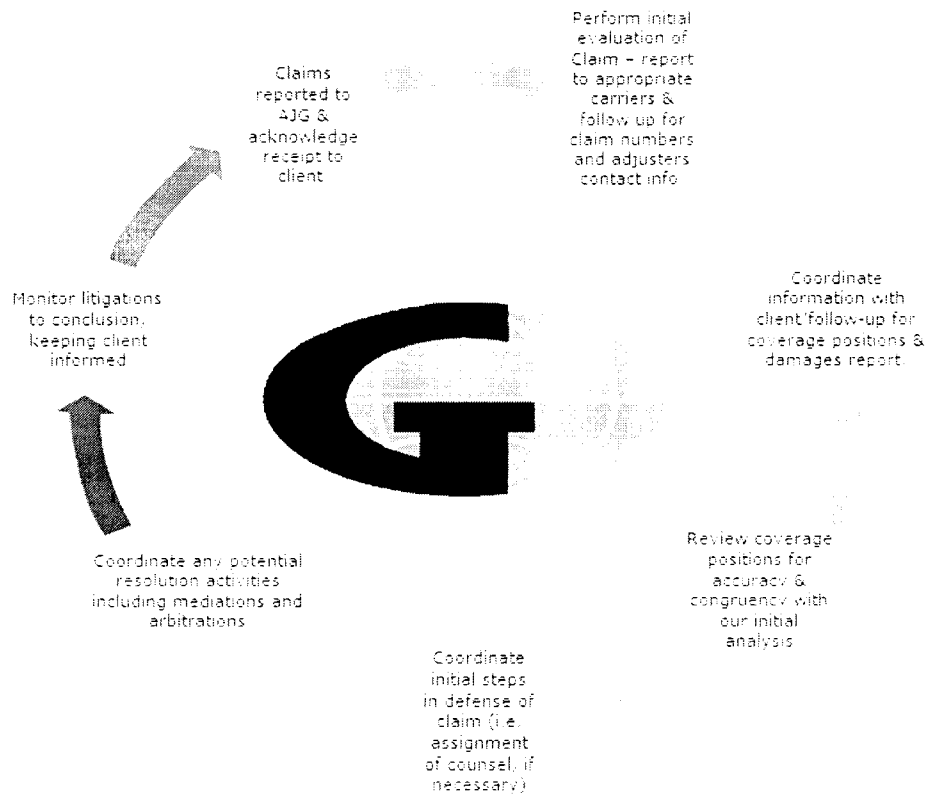 Claims
reported to
AJG &
acknowledge
receipt to
client
Perform initial
evaluation of
Claim – report
to appropriate
carriers &
follow up for
claim numbers
and adjusters
contact info
Coordinate
information with
client/follow-up for
coverage positions &
damages report.
Review coverage
positions for
accuracy &
congruency with
our initial
analysis
Coordinate
initial steps
in defense of
claim (i.e.
assignment
of counsel, if
necessary)
Coordinate any potential
resolution activities
including mediations and
arbitrations
Monitor litigations
to conclusion,
keeping client
informed
G